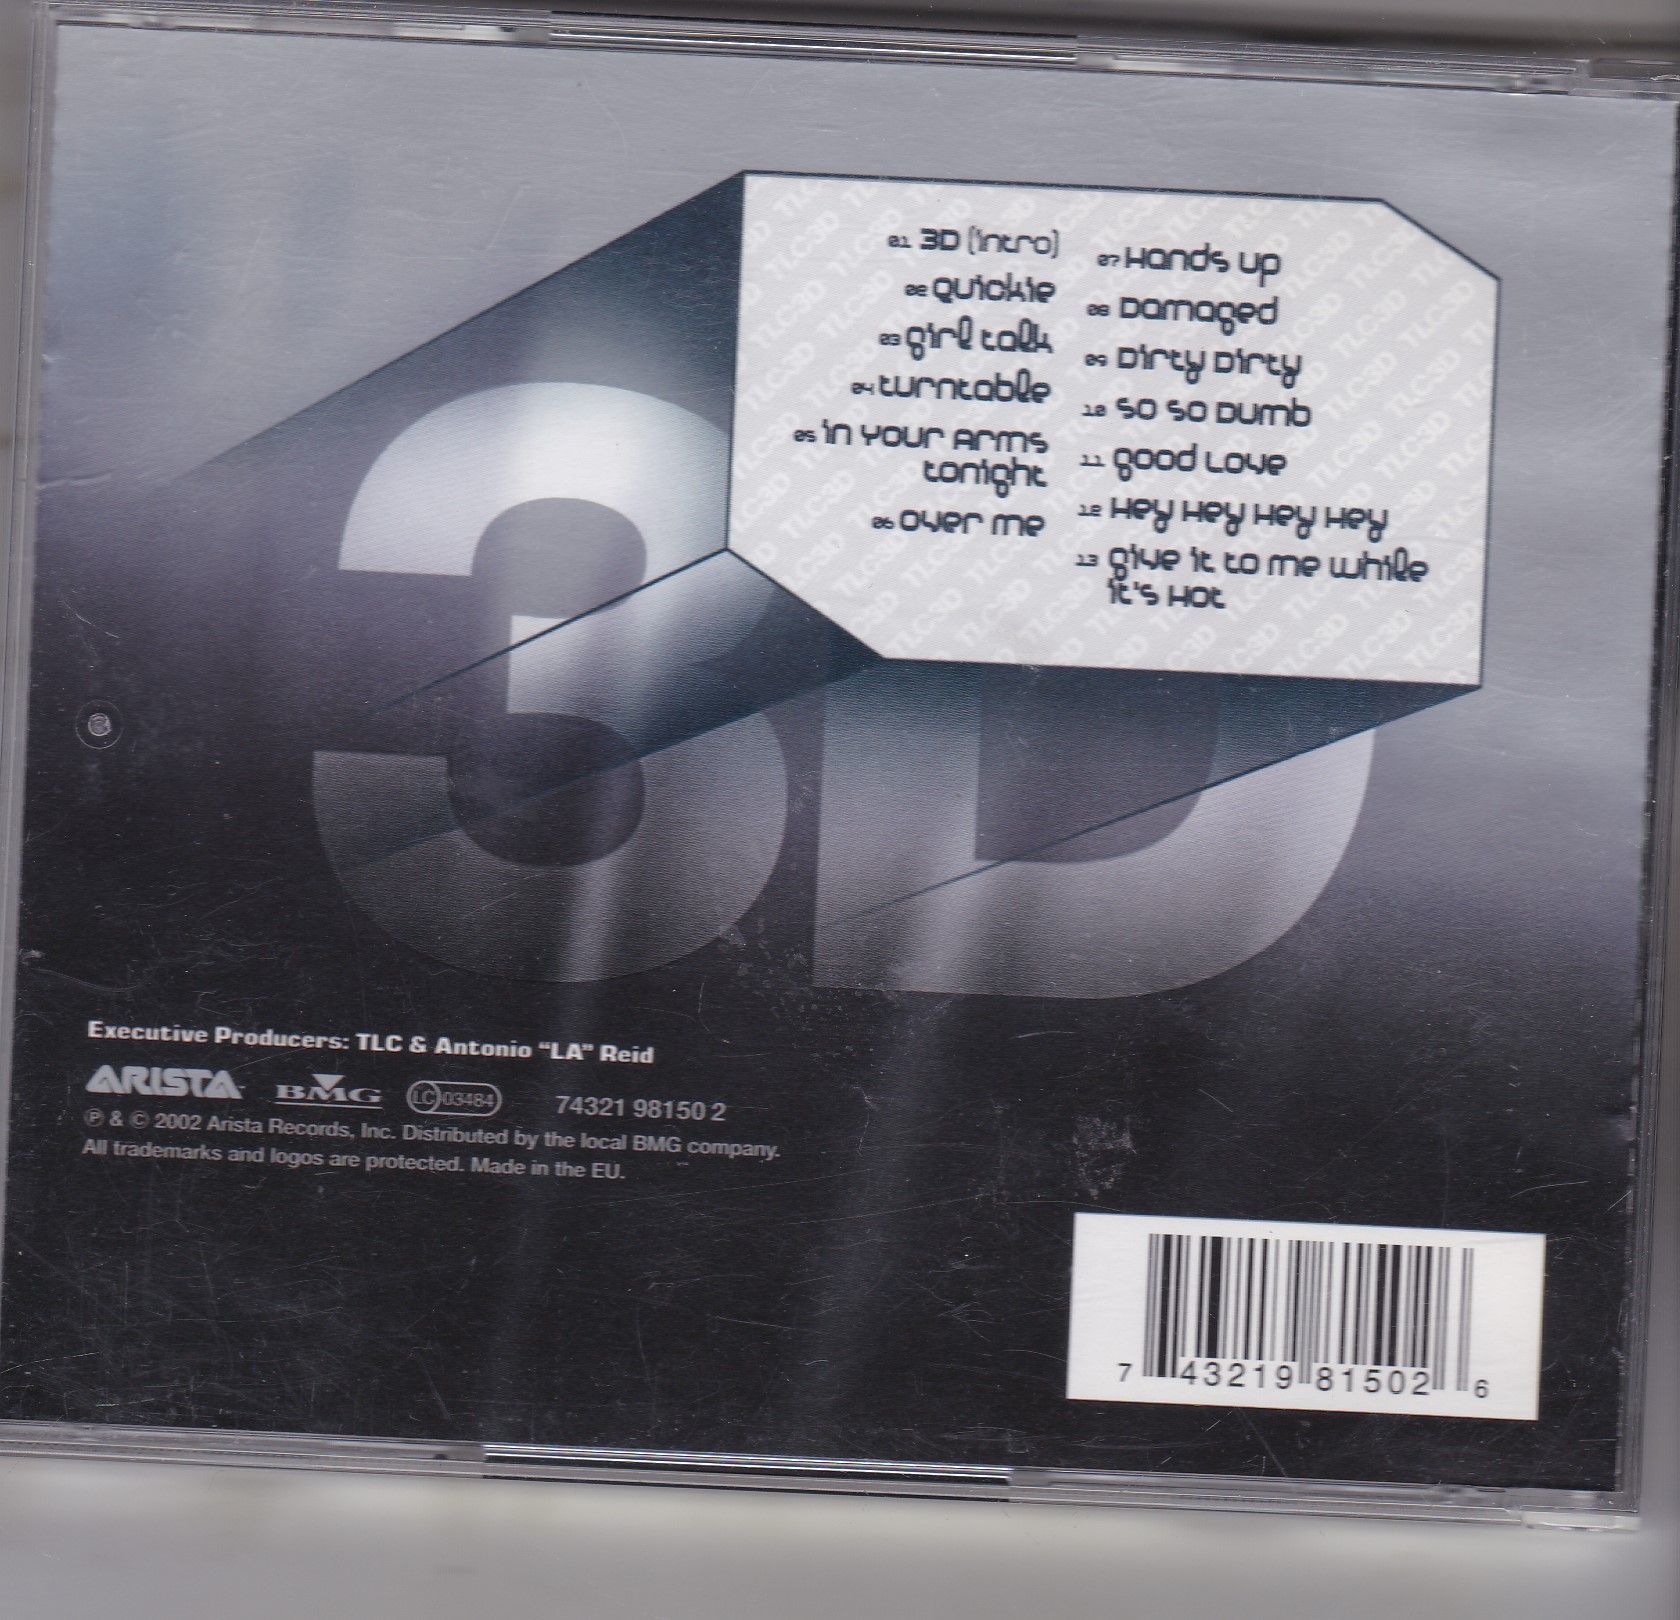 01 3D (intro)
02 Quickie
03 girl talk
04 turntable
05 in your arms
tonight
06 over me
07 Hands up
08 Damaged
09 Dirty Dirty
10 so so Dumb
11 good Love
12 Hey Hey Hey Hey
13 give it to me while
it's Hot
3D
Executive Producers: TLC & Antonio "LA" Reid
ARISTA BMG LC 03484 74321 98150 2
℗ & © 2002 Arista Records, Inc. Distributed by the local BMG company.
All trademarks and logos are protected. Made in the EU.
7 43219 81502 6